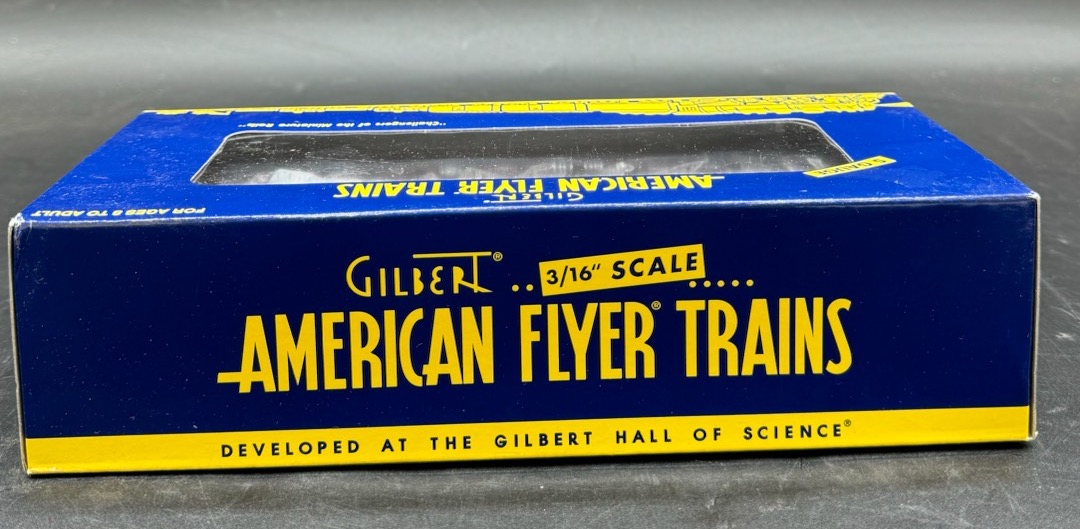 "Challengers of the Miniature Rails"
GILBERT®
AMERICAN FLYER TRAINS
FOR AGES 8 TO ADULT
GILBERT® .. 3/16“ SCALE .....
AMERICAN FLYER® TRAINS
DEVELOPED AT THE GILBERT HALL OF SCIENCE®